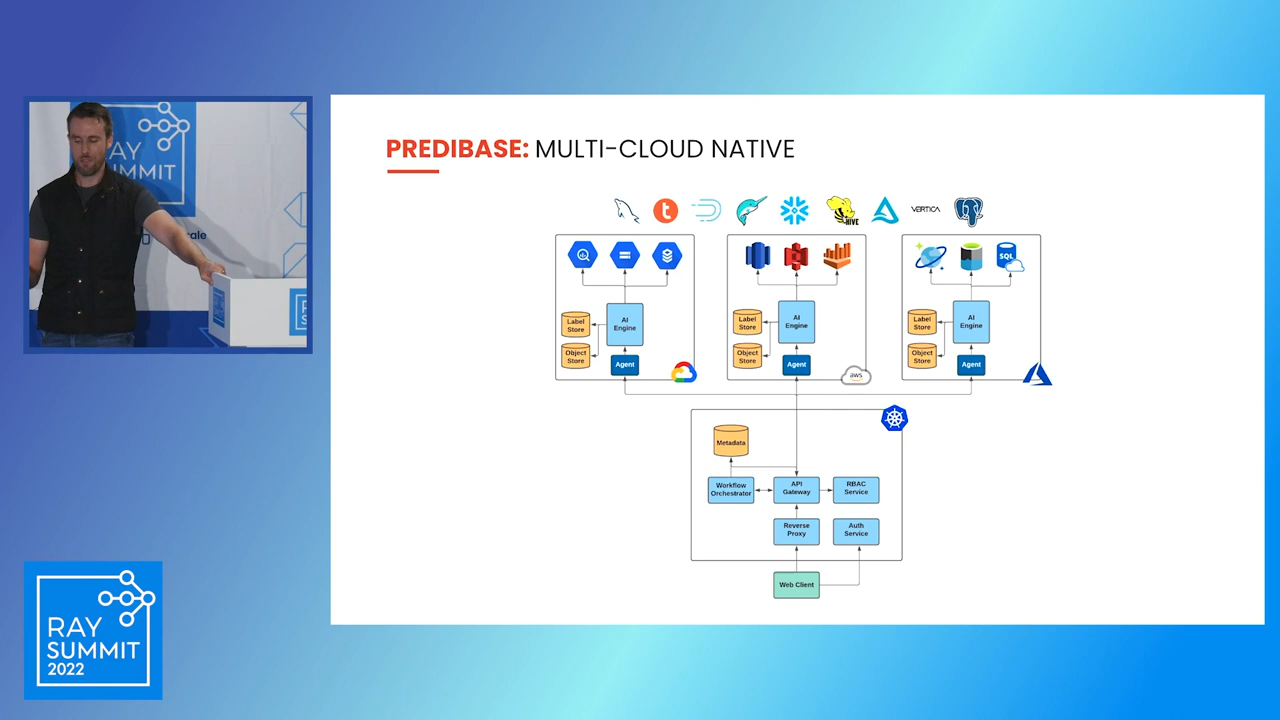 PREDIBASE: MULTI-CLOUD NATIVE
HIVE
VERTICA
SQL
AI
Engine
Label
Store
Object
Store
Agent
AI
Engine
Label
Store
Object
Store
Agent
aws
AI
Engine
Label
Store
Object
Store
Agent
Metadata
Workflow
Orchestrator
API
Gateway
RBAC
Service
Reverse
Proxy
Auth
Service
Web Client
RAY
SUMMIT
2022